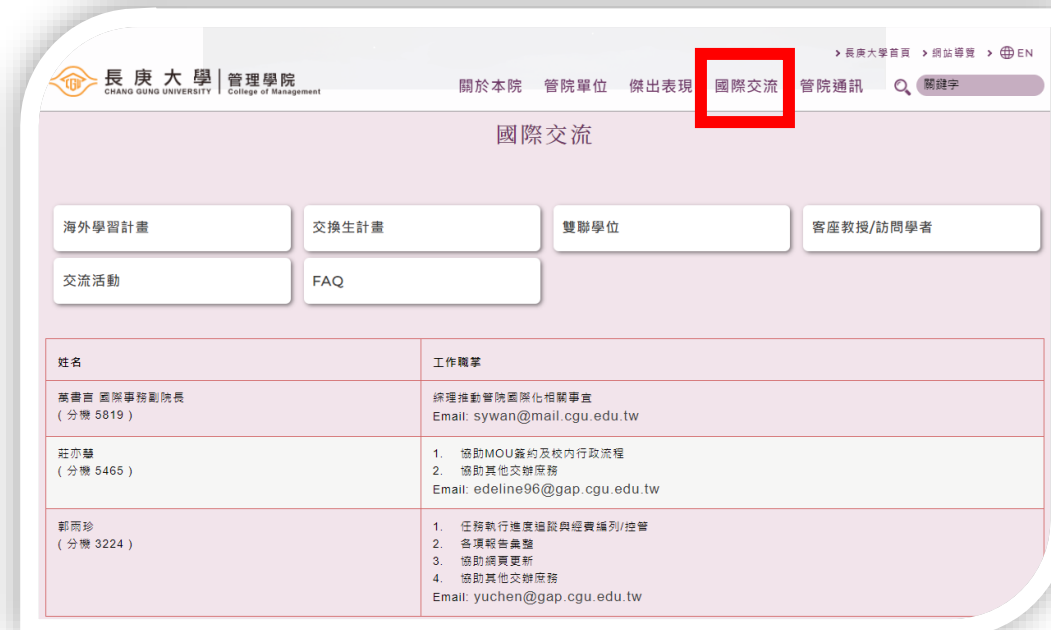 長庚大學首頁 網站導覽 EN
長庚大學 管理學院
CHANG GUNG UNIVERSITY College of Management
關於本院 管院單位 傑出表現 國際交流 管院通訊 關鍵字
國際交流
海外學習計畫 交換生計畫 雙聯學位 客座教授/訪問學者
交流活動 FAQ
姓名 工作職掌
萬書言 國際事務副院長
( 分機 5819 )
綜理推動管院國際化相關事宜
Email: sywan@mail.cgu.edu.tw
莊亦慧
( 分機 5465 )
1. 協助MOU簽約及校内行政流程
2. 協助其他交辦庶務
Email: edeline96@gap.cgu.edu.tw
郭雨珍
( 分機 3224 )
1. 任務執行進度追蹤與經費編列/控管
2. 各項報告彙整
3. 協助網頁更新
4. 協助其他交辦庶務
Email: yuchen@gap.cgu.edu.tw